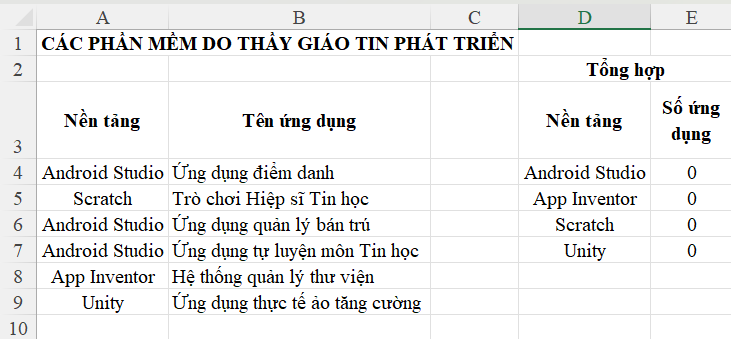 A B C D E
1 CÁC PHẦN MỀM DO THẦY GIÁO TIN PHÁT TRIỂN
2 Tổng hợp
3 Nền tảng Tên ứng dụng Nền tảng Số ứng
dụng
4 Android Studio Ứng dụng điểm danh Android Studio 0
5 Scratch Trò chơi Hiệp sĩ Tin học App Inventor 0
6 Android Studio Ứng dụng quản lý bán trú Scratch 0
7 Android Studio Ứng dụng tự luyện môn Tin học Unity 0
8 App Inventor Hệ thống quản lý thư viện
9 Unity Ứng dụng thực tế ảo tăng cường
10